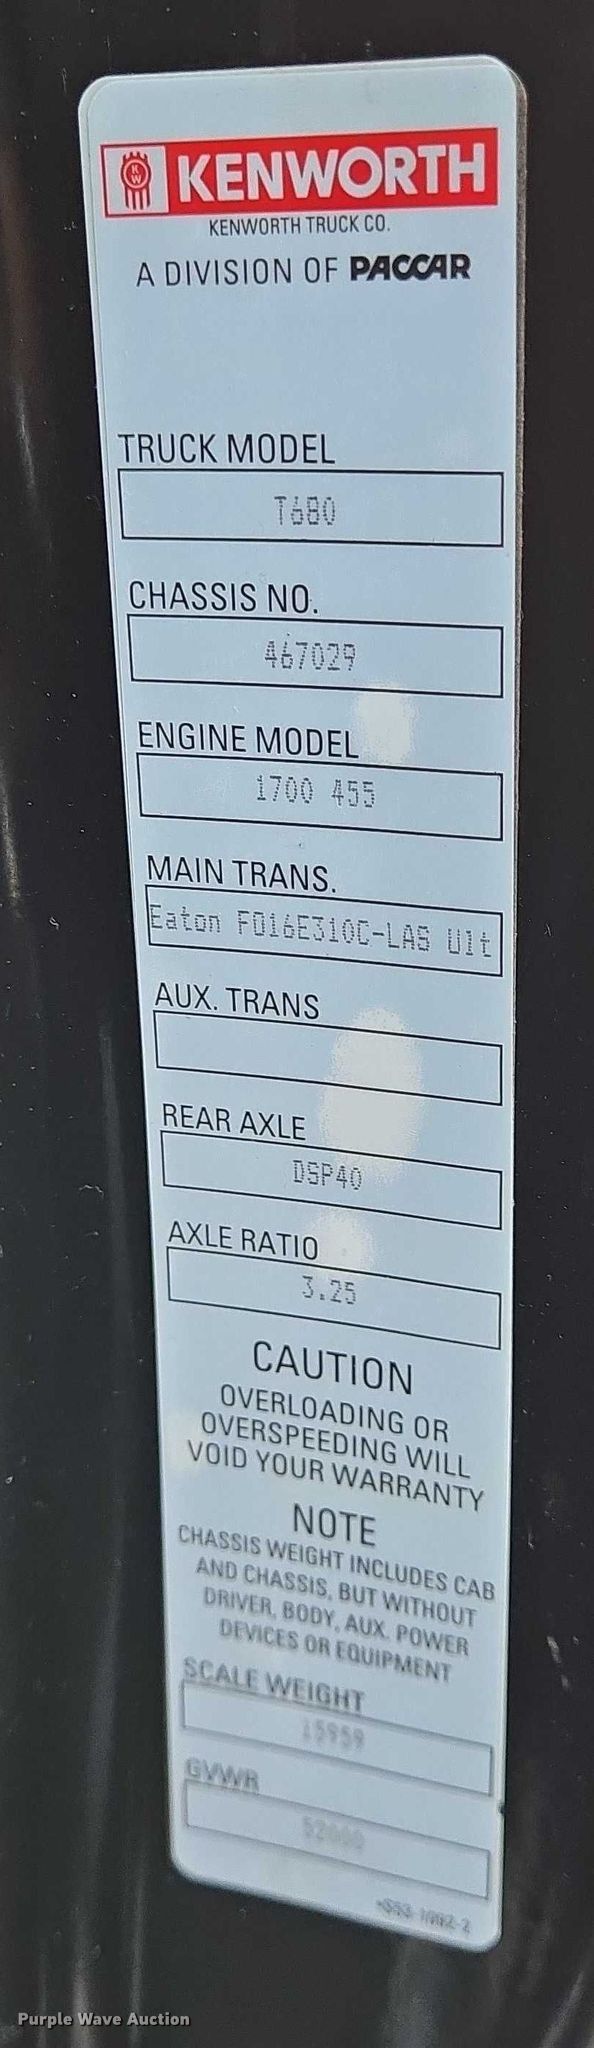 KW
KENWORTH
KENWORTH TRUCK CO.
A DIVISION OF PACCAR
TRUCK MODEL
T680
CHASSIS NO.
467029
ENGINE MODEL
1700 455
MAIN TRANS.
Eaton FO16E310C-LAS Ult
AUX. TRANS
REAR AXLE
DSP40
AXLE RATIO
3.25
CAUTION
OVERLOADING OR
OVERSPEEDING WILL
VOID YOUR WARRANTY
NOTE
CHASSIS WEIGHT INCLUDES CAB
AND CHASSIS, BUT WITHOUT
DRIVER, BODY, AUX. POWER
DEVICES OR EQUIPMENT
SCALE WEIGHT
15959
GVWR
Purple Wave Auction